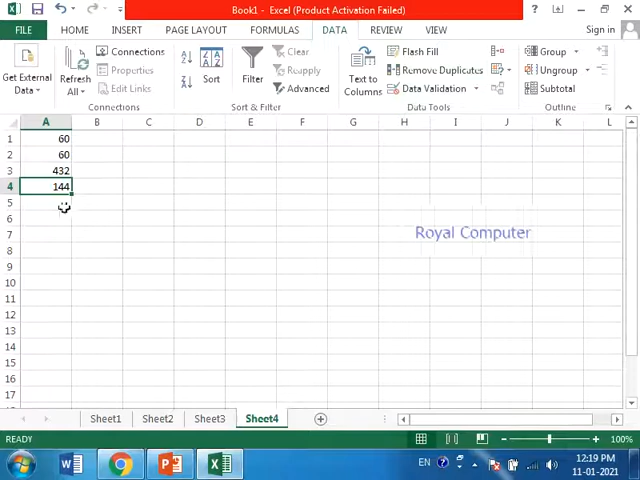 Book1 - Excel (Product Activation Failed)
FILE HOME INSERT PAGE LAYOUT FORMULAS DATA REVIEW VIEW Sign in
Get External Data
Refresh All
Connections
Properties
Edit Links
Connections
Sort
Filter
Clear
Reapply
Advanced
Sort & Filter
Text to Columns
Flash Fill
Remove Duplicates
Data Validation
Data Tools
Group
Ungroup
Subtotal
Outline
A B C D E F G H I J K L
1 60
2 60
3 432
4 144
5
6
7
8
9
10
11
12
13
14
15
16
17
Royal Computer
Sheet1 Sheet2 Sheet3 Sheet4
READY 100%
EN 12:19 PM
11-01-2021